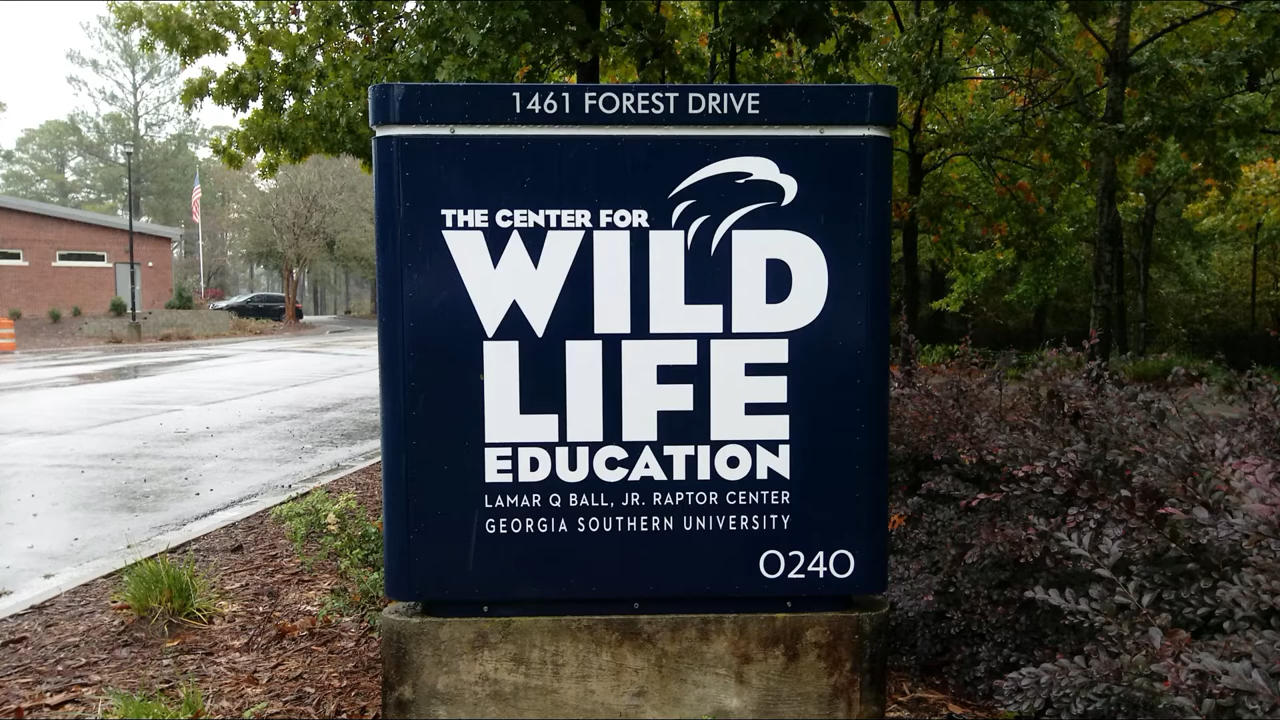 1461 FOREST DRIVE
THE CENTER FOR
WILD
LIFE
EDUCATION
LAMAR Q BALL, JR. RAPTOR CENTER
GEORGIA SOUTHERN UNIVERSITY
0240